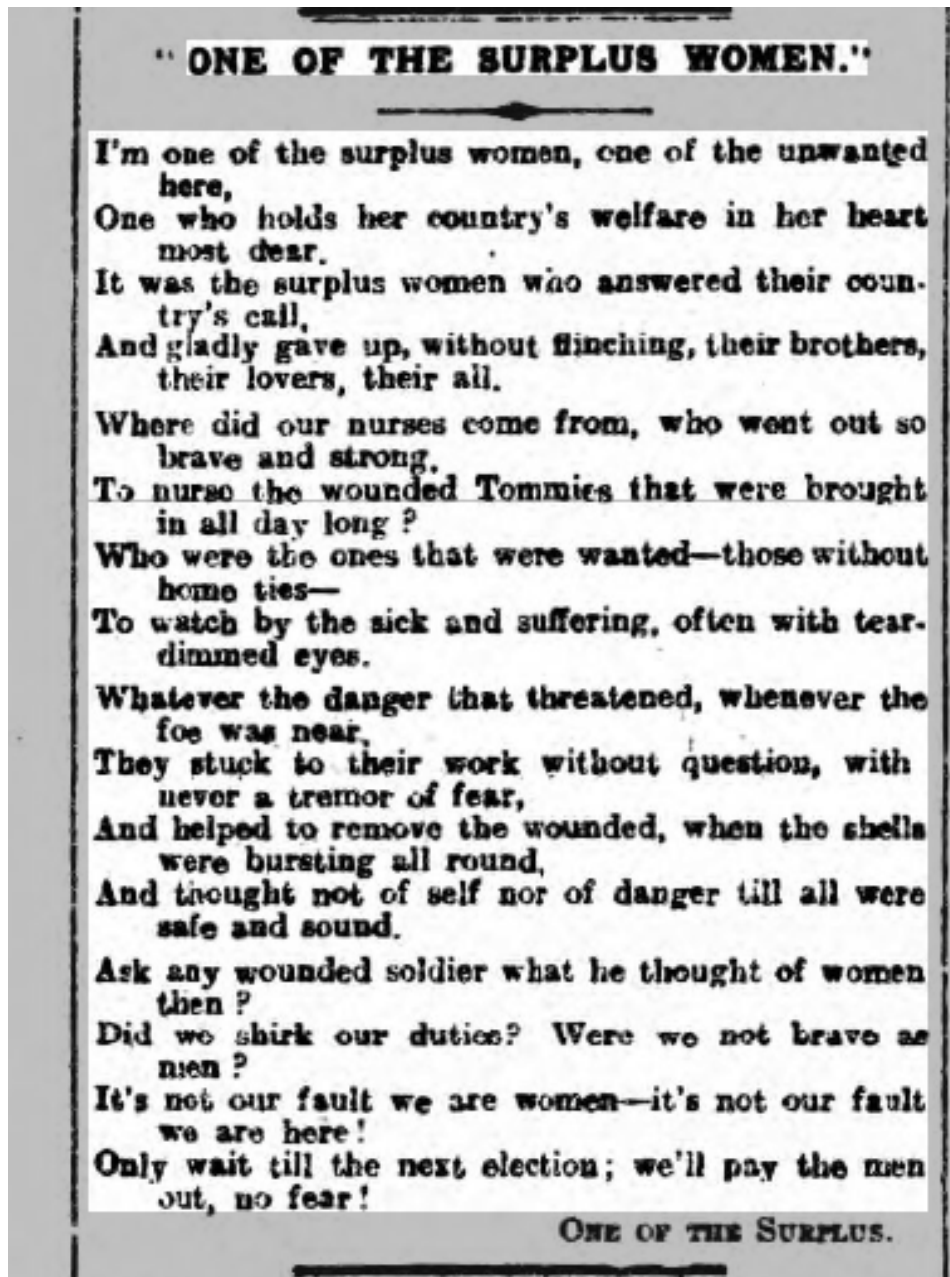 "ONE OF THE SURPLUS WOMEN."
I'm one of the surplus women, one of the unwanted
here,
One who holds her country's welfare in her heart
most dear.
It was the surplus women who answered their coun-
try's call,
And gladly gave up, without flinching, their brothers,
their lovers, their all.
Where did our nurses come from, who went out so
brave and strong,
To nurse the wounded Tommies that were brought
in all day long?
Who were the ones that were wanted—those without
home ties—
To watch by the sick and suffering, often with tear-
dimmed eyes.
Whatever the danger that threatened, whenever the
foe was near,
They stuck to their work without question, with
never a tremor of fear,
And helped to remove the wounded, when the shells
were bursting all round,
And thought not of self nor of danger till all were
safe and sound.
Ask any wounded soldier what he thought of women
then?
Did we shirk our duties? Were we not brave as
men?
It's not our fault we are women—it's not our fault
we are here!
Only wait till the next election; we'll pay the men
out, no fear!
ONE OF THE SURPLUS.